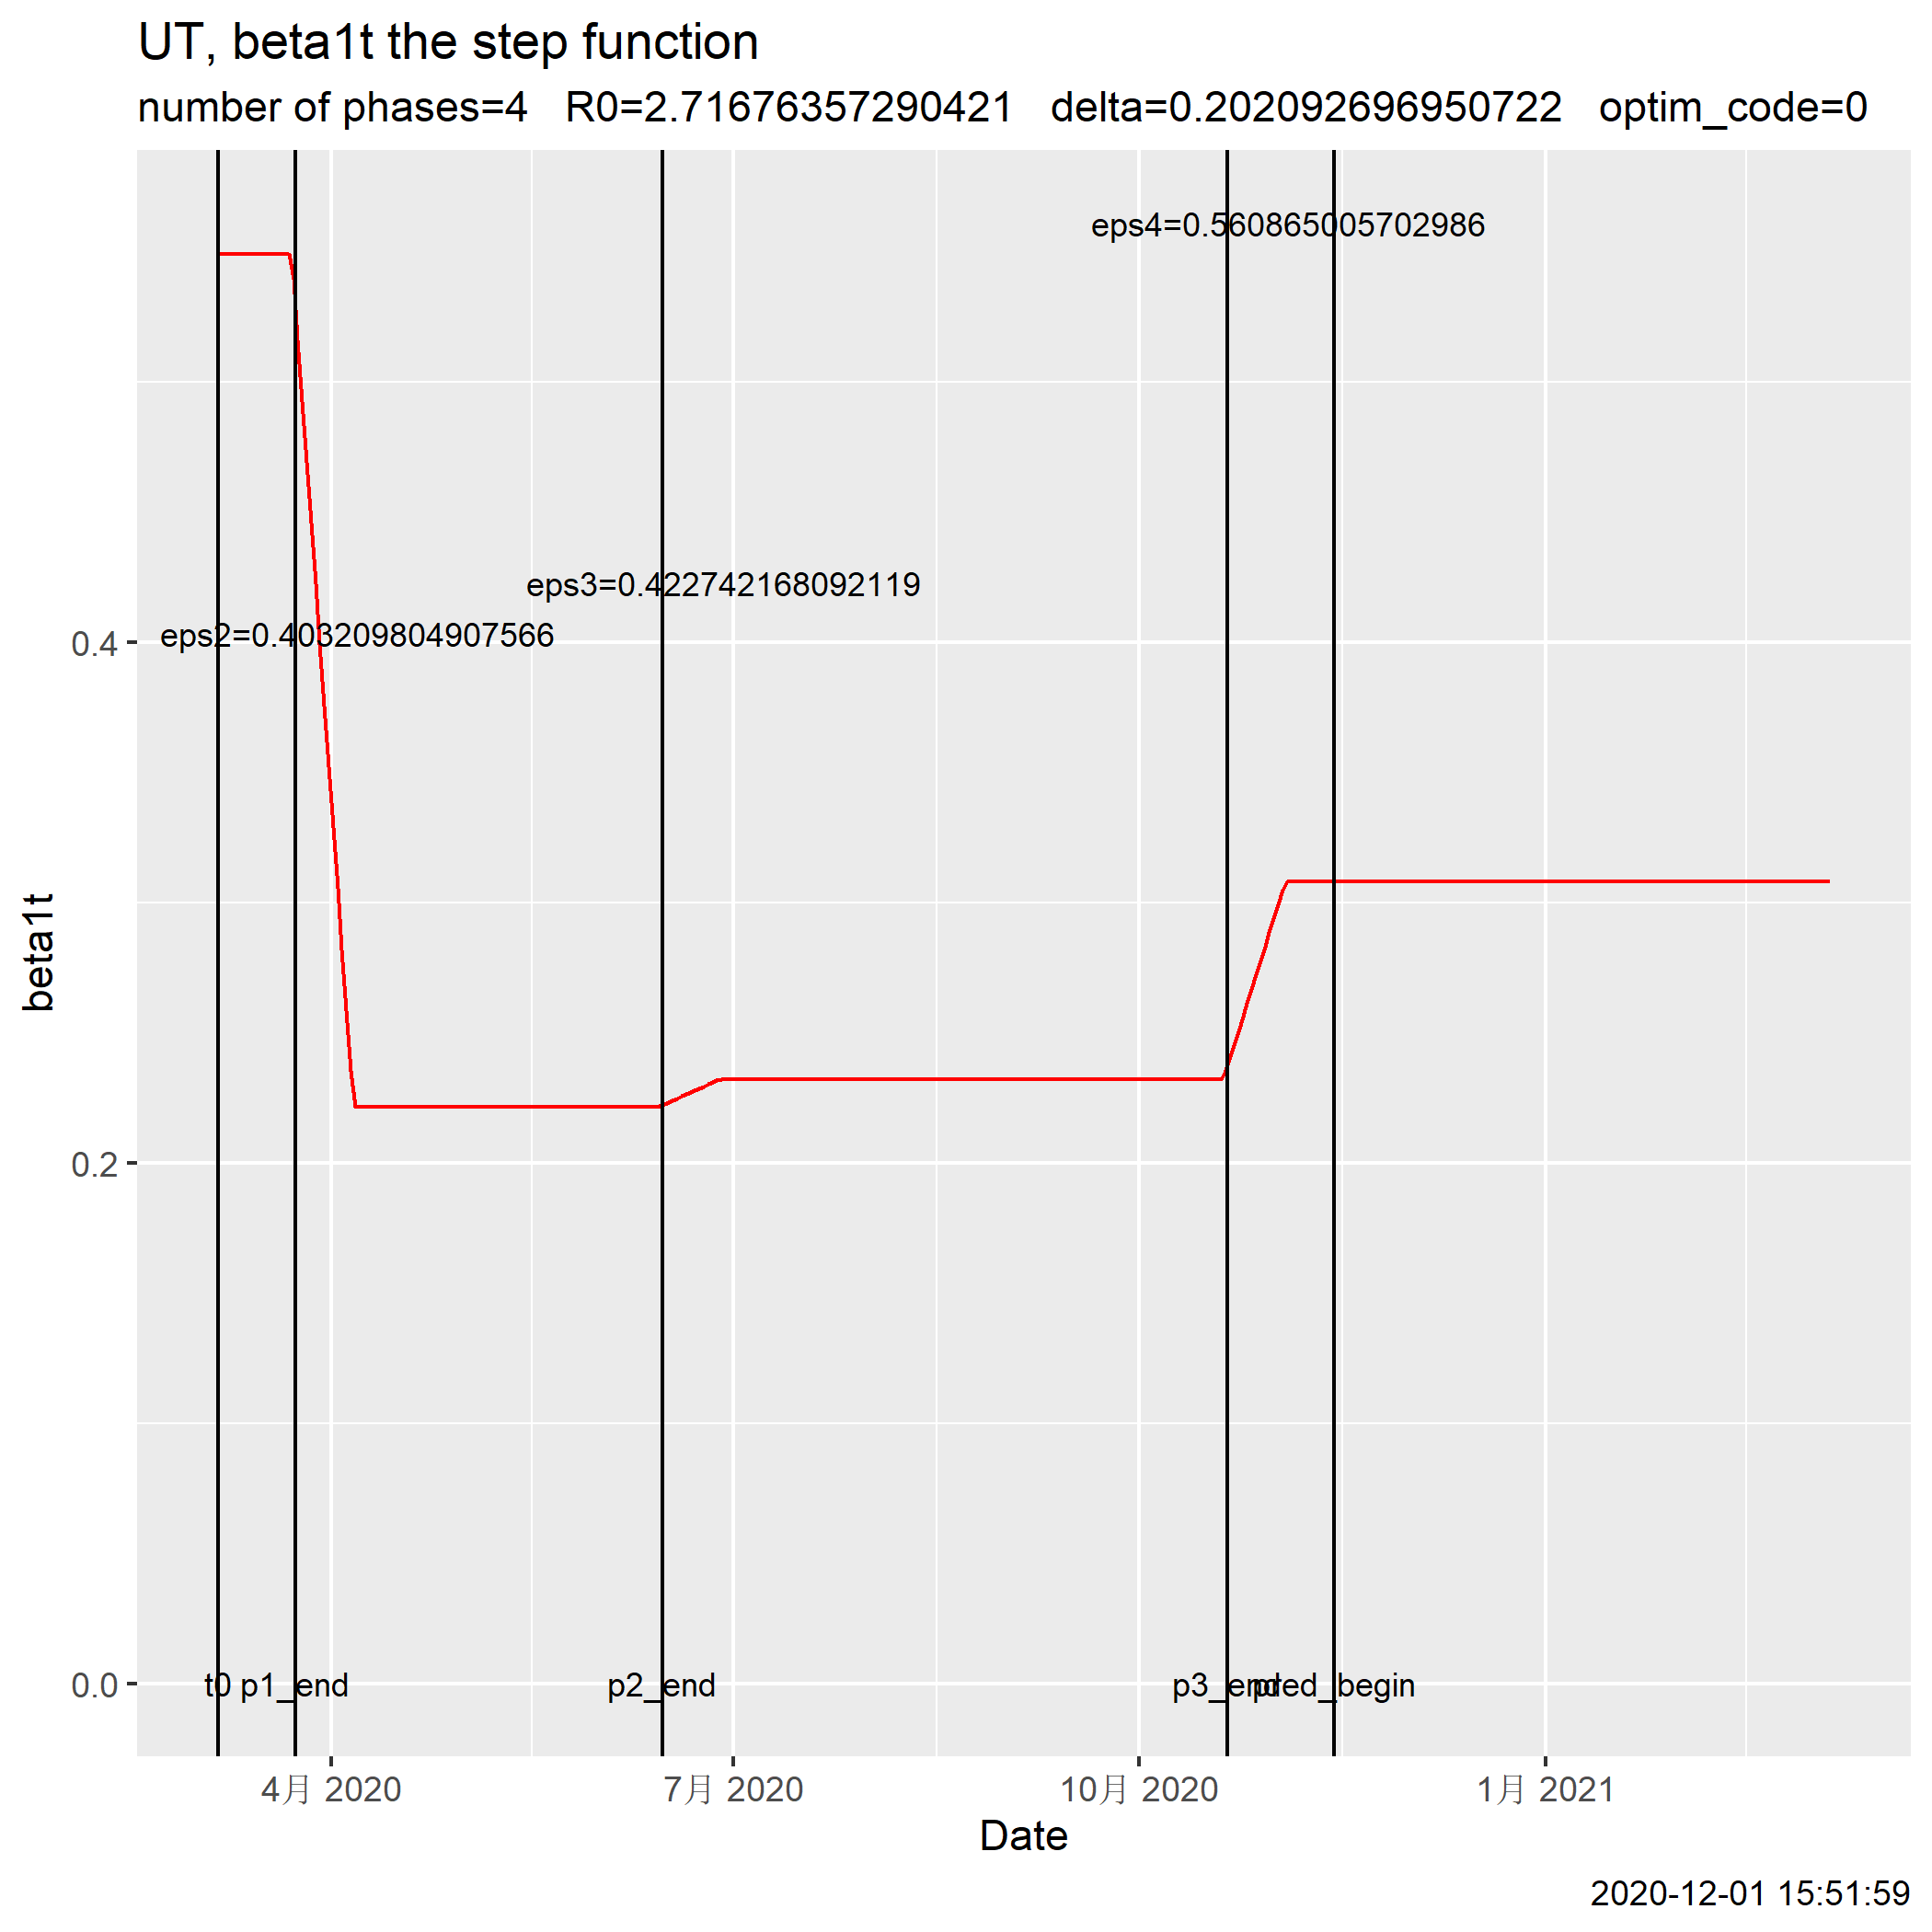 UT, beta1t the step function
number of phases=4 R0=2.71676357290421 delta=0.202092696950722 optim_code=0
eps4=0.560865005702986
eps3=0.422742168092119
eps2=0.403209804907566
0.4
0.2
0.0
beta1t
t0 p1_end p2_end p3_end pred_begin
4月 2020 7月 2020 10月 2020 1月 2021
Date
2020-12-01 15:51:59